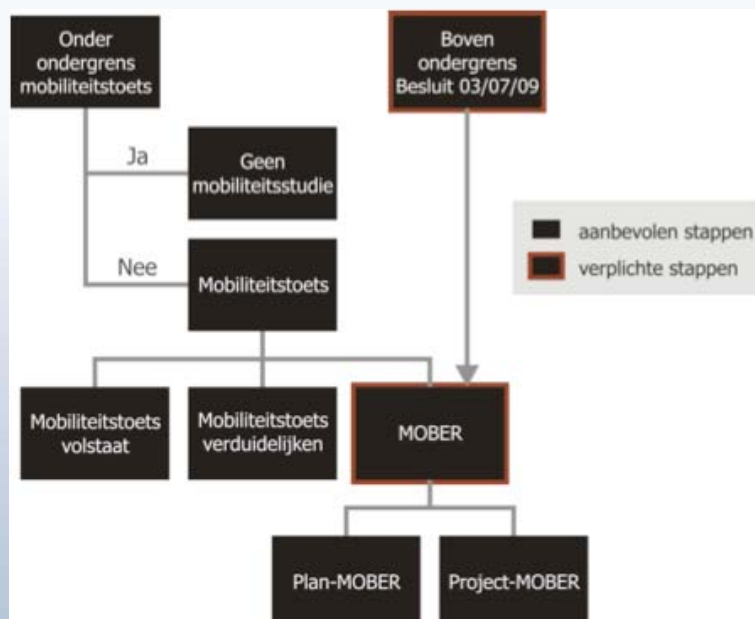 Onder
ondergrens
mobiliteitstoets
Boven
ondergrens
Besluit 03/07/09
Ja
Geen
mobiliteitsstudie
aanbevolen stappen
verplichte stappen
Nee
Mobiliteitstoets
Mobiliteitstoets
volstaat
Mobiliteitstoets
verduidelijken
MOBER
Plan-MOBER
Project-MOBER